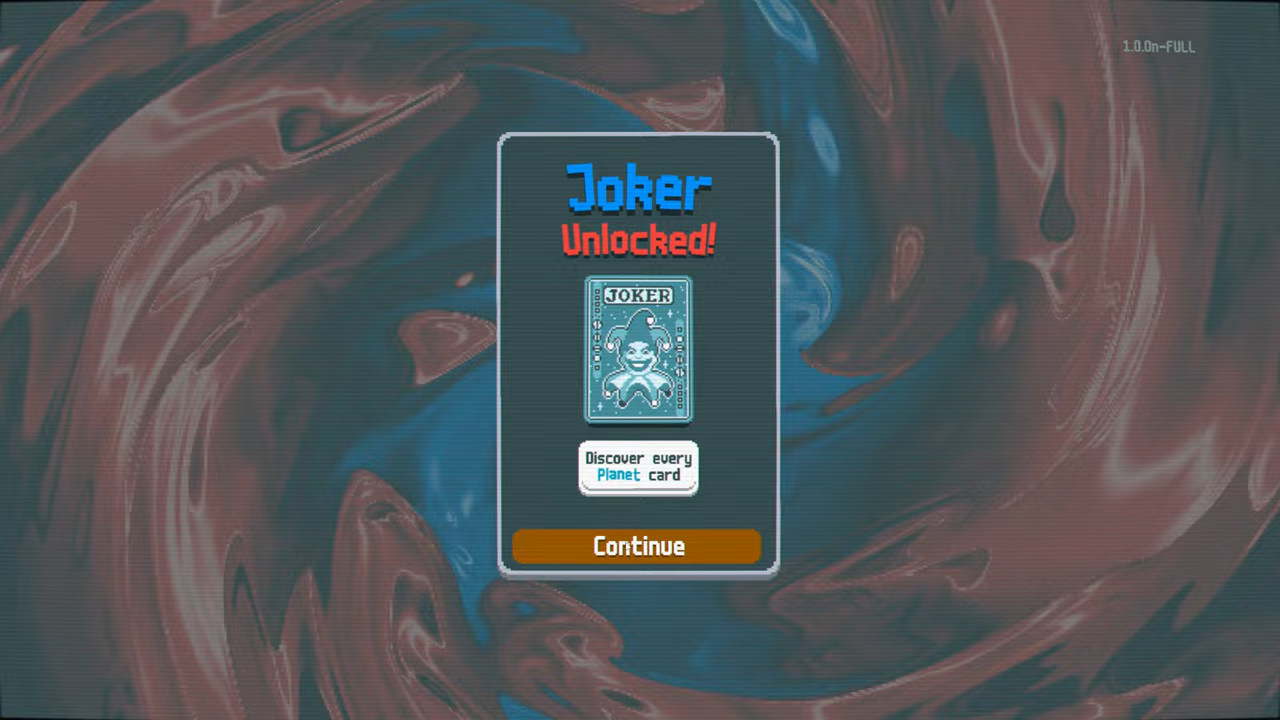 1.0.0n-FULL
Joker
Unlocked!
JOKER
Discover every
Planet card
Continue